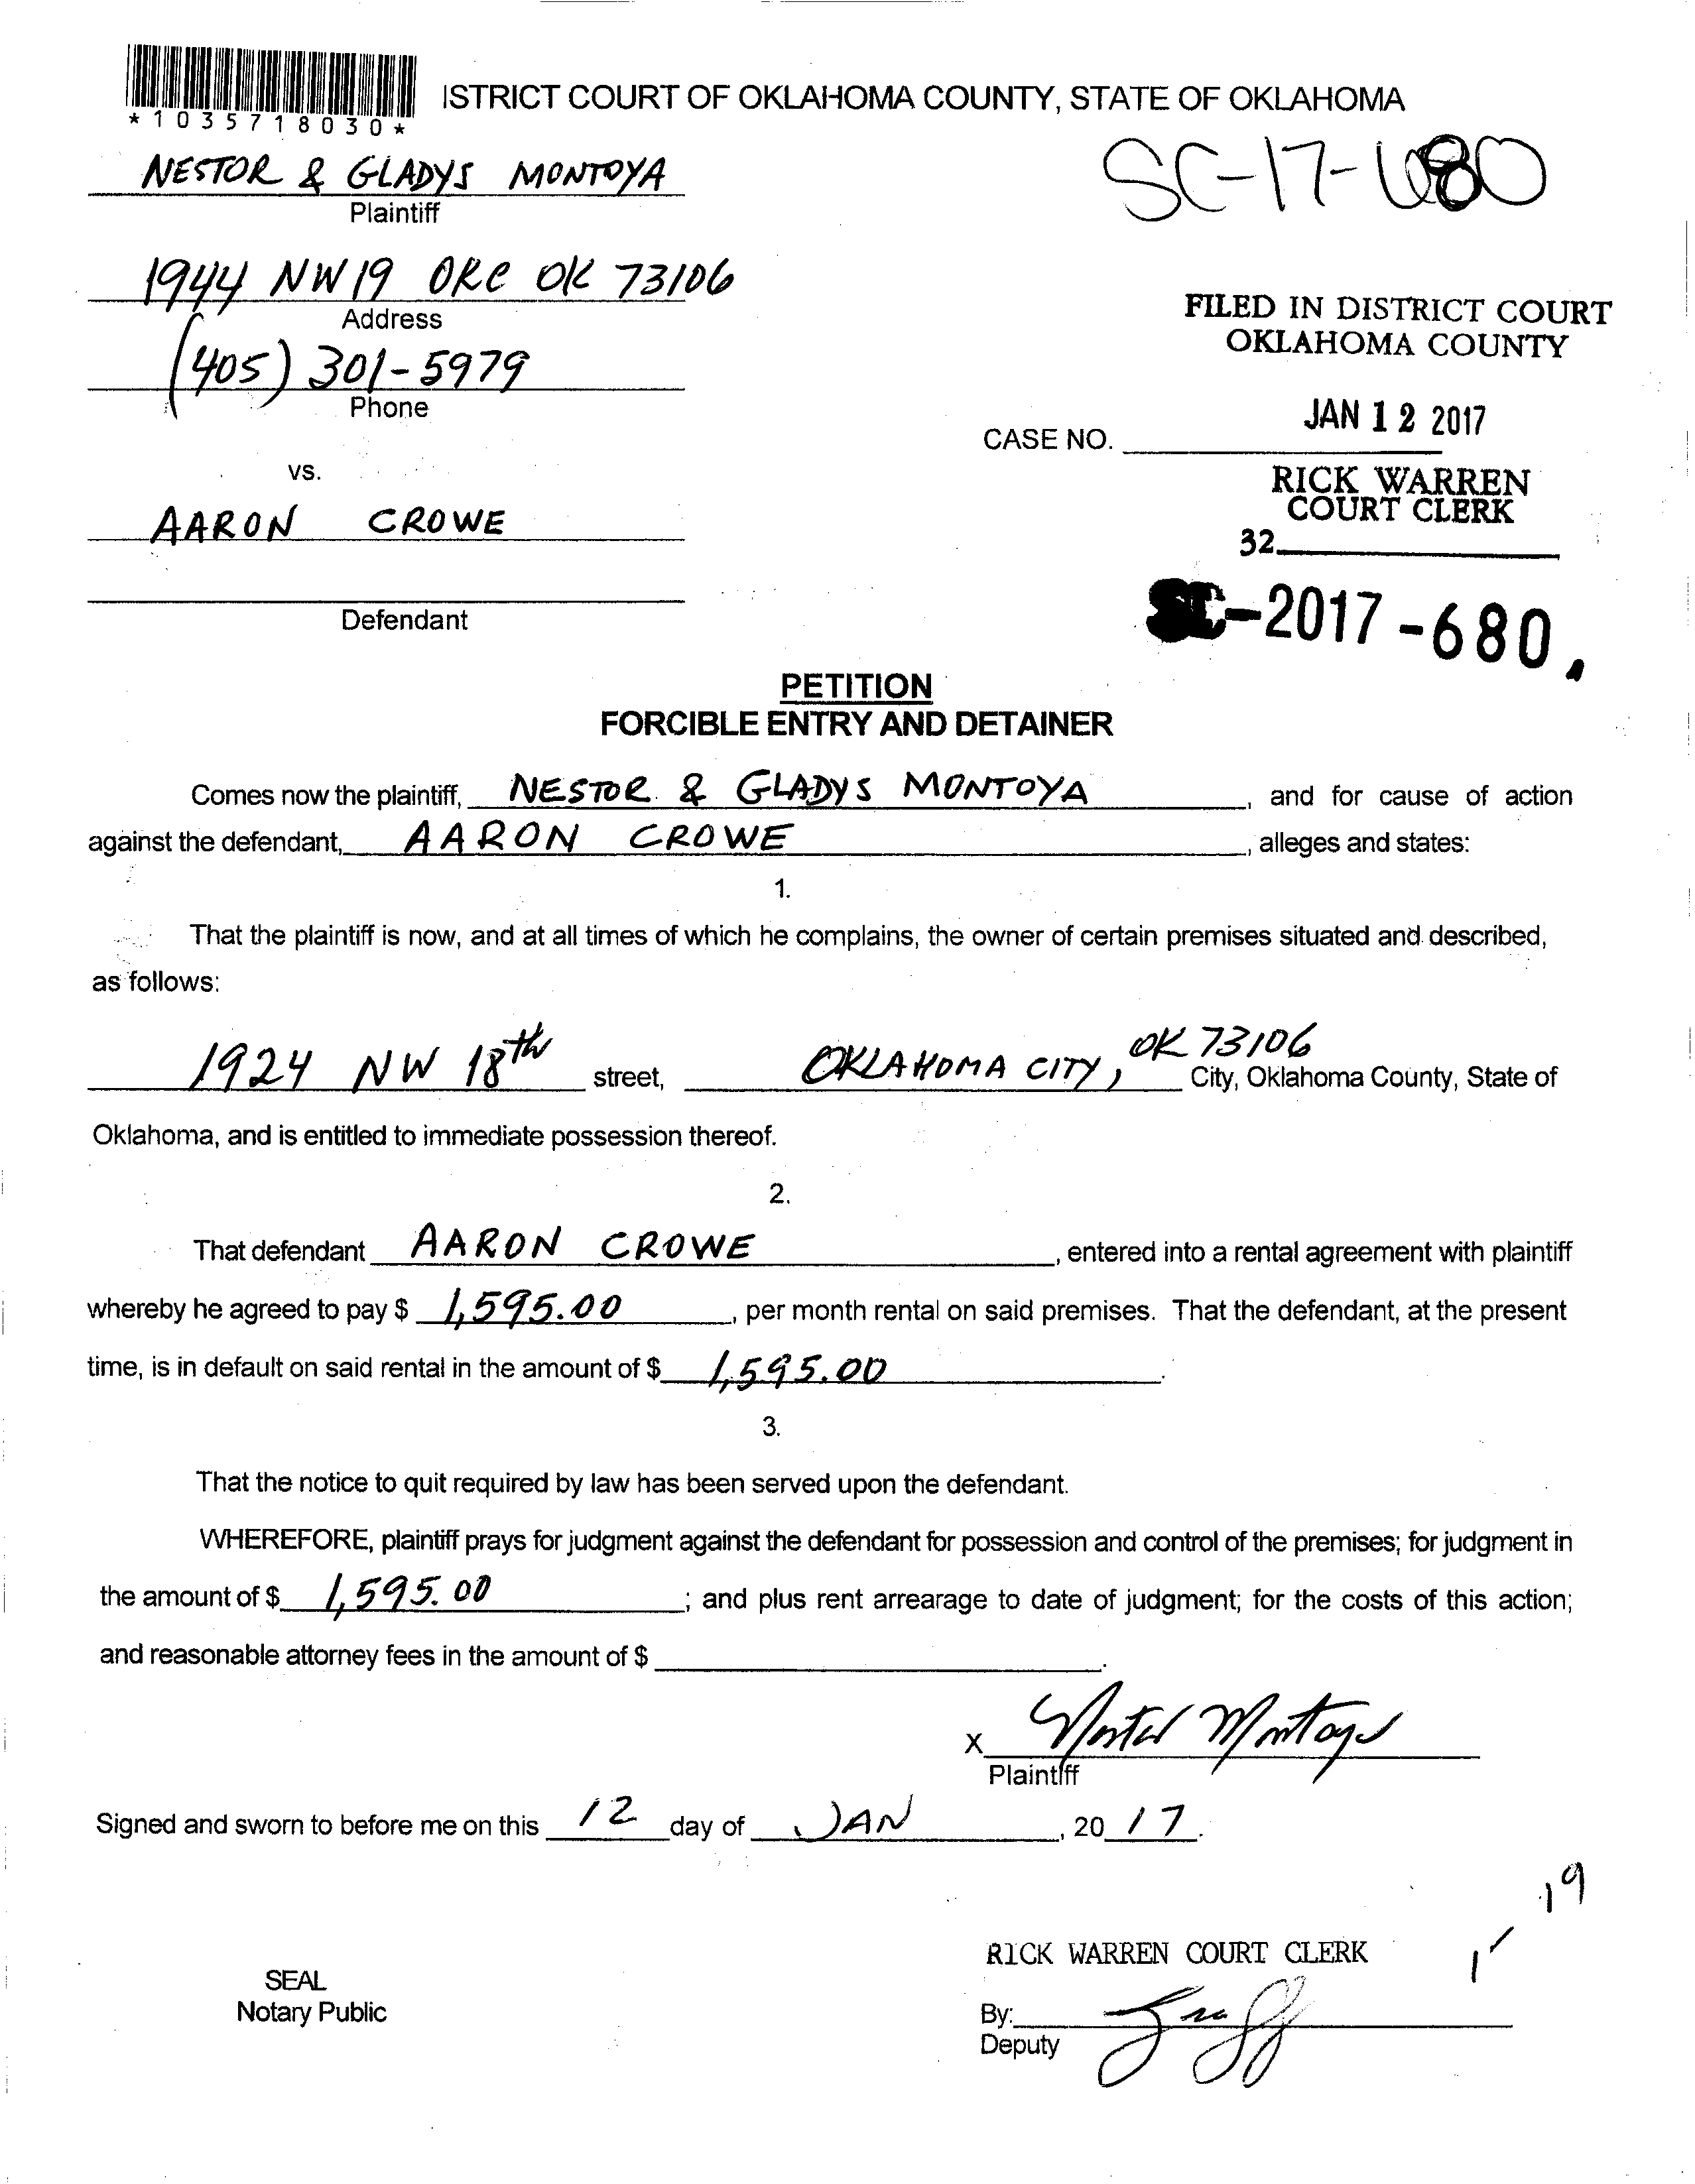 *1035718030*
ISTRICT COURT OF OKLAHOMA COUNTY, STATE OF OKLAHOMA
NESTOR & GLADYS MONTOYA
Plaintiff
SC-17-680
1944 NW 19 OKC OK 73106
Address
FILED IN DISTRICT COURT
OKLAHOMA COUNTY
(405) 301-5979
Phone
JAN 12 2017
CASE NO.
vs.
RICK WARREN
COURT CLERK
AARON CROWE
32
Defendant
SC-2017-680
PETITION
FORCIBLE ENTRY AND DETAINER
Comes now the plaintiff, NESTOR & GLADYS MONTOYA, and for cause of action
against the defendant, AARON CROWE, alleges and states:
1.
That the plaintiff is now, and at all times of which he complains, the owner of certain premises situated and described,
as follows:
1924 NW 18th street, OKLAHOMA CITY, OK 73106 City, Oklahoma County, State of
Oklahoma, and is entitled to immediate possession thereof.
2.
That defendant AARON CROWE, entered into a rental agreement with plaintiff
whereby he agreed to pay $ 1,595.00, per month rental on said premises. That the defendant, at the present
time, is in default on said rental in the amount of $ 1,595.00.
3.
That the notice to quit required by law has been served upon the defendant.
WHEREFORE, plaintiff prays for judgment against the defendant for possession and control of the premises; for judgment in
the amount of $ 1,595.00; and plus rent arrearage to date of judgment; for the costs of this action;
and reasonable attorney fees in the amount of $ .
X Nestor Montoya
Plaintiff
Signed and sworn to before me on this 12 day of JAN, 2017.
19
RICK WARREN COURT CLERK
SEAL
Notary Public
By:
Deputy